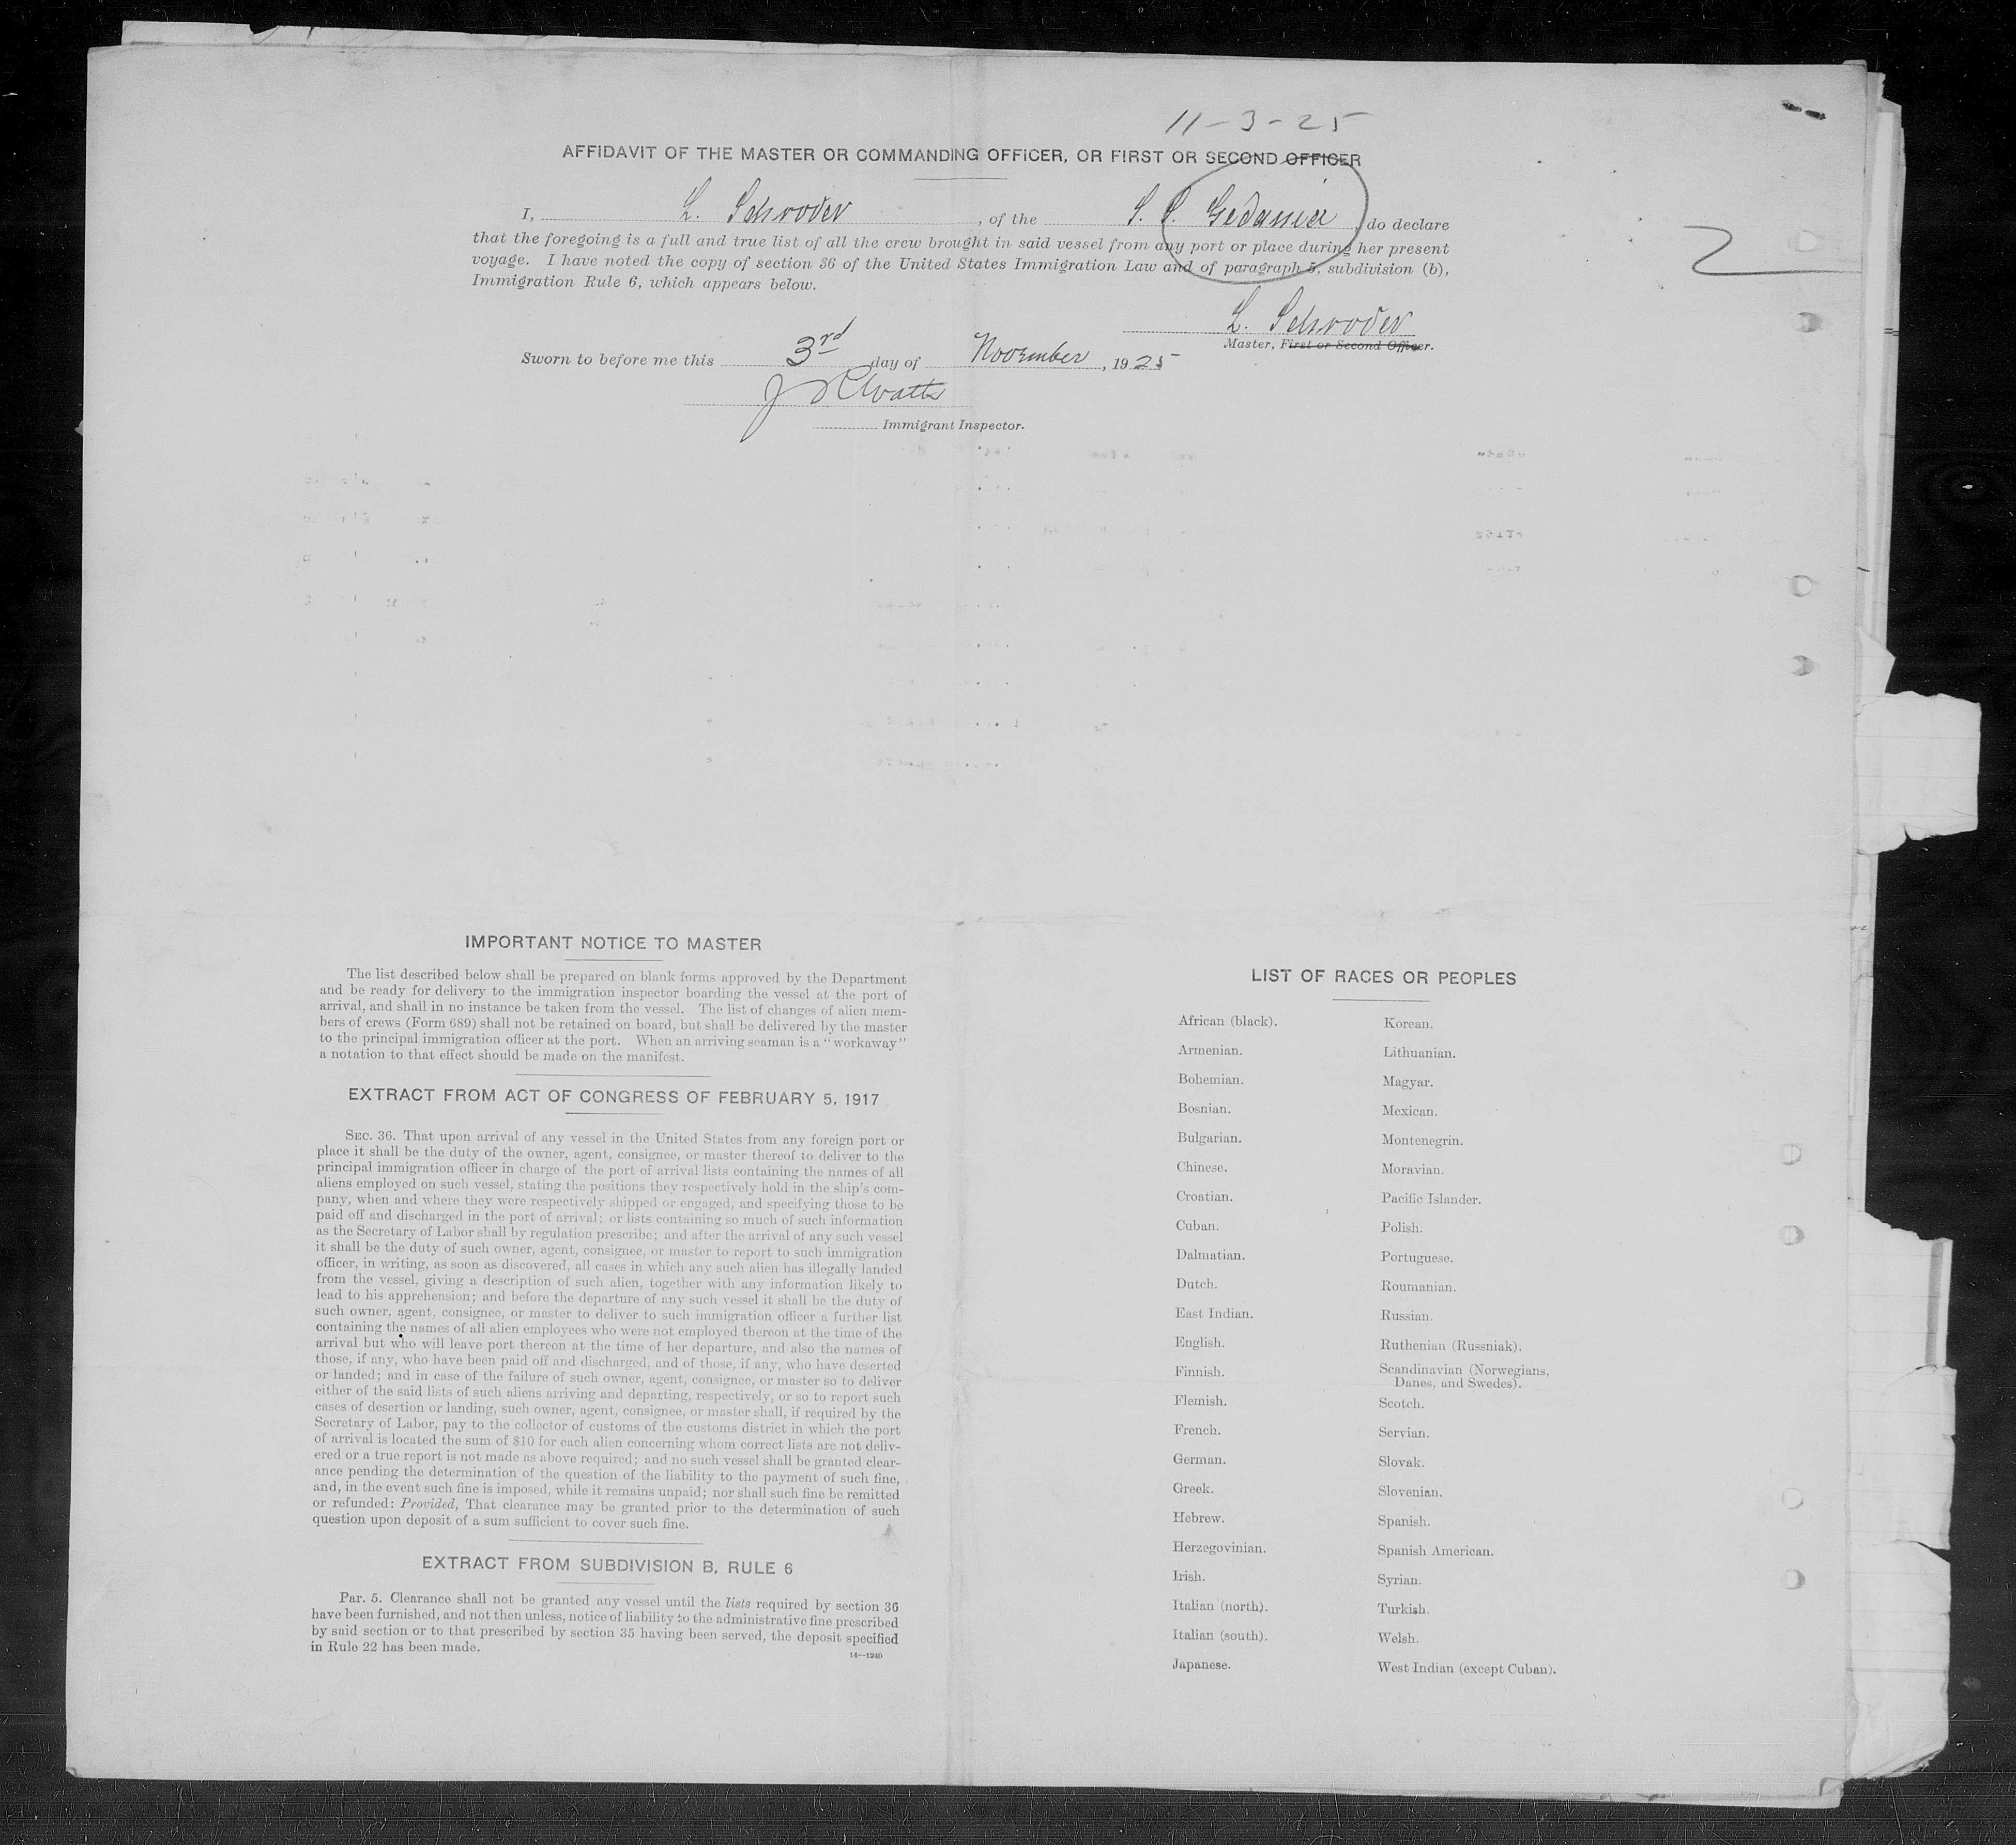 11-3-25
AFFIDAVIT OF THE MASTER OR COMMANDING OFFICER, OR FIRST OR SECOND OFFICER
I, L. Schroder, of the S. S. Gedania, do declare
that the foregoing is a full and true list of all the crew brought in said vessel from any port or place during her present
voyage. I have noted the copy of section 36 of the United States Immigration Law and of paragraph 5, subdivision (b),
Immigration Rule 6, which appears below.
L. Schroder
Master, First or Second Officer.
Sworn to before me this 3rd day of November, 1925
Watts
Immigrant Inspector.
2
IMPORTANT NOTICE TO MASTER
The list described below shall be prepared on blank forms approved by the Department
and be ready for delivery to the immigration inspector boarding the vessel at the port of
arrival, and shall in no instance be taken from the vessel. The list of changes of alien mem-
bers of crews (Form 689) shall not be retained on board, but shall be delivered by the master
to the principal immigration officer at the port. When an arriving seaman is a "workaway"
a notation to that effect should be made on the manifest.
EXTRACT FROM ACT OF CONGRESS OF FEBRUARY 5, 1917
SEC. 36. That upon arrival of any vessel in the United States from any foreign port or
place it shall be the duty of the owner, agent, consignee, or master thereof to deliver to the
principal immigration officer in charge of the port of arrival lists containing the names of all
aliens employed on such vessel, stating the positions they respectively hold in the ship's com-
pany, when and where they were respectively shipped or engaged, and specifying those to be
paid off and discharged in the port of arrival; or lists containing so much of such information
as the Secretary of Labor shall by regulation prescribe; and after the arrival of any such vessel
it shall be the duty of such owner, agent, consignee, or master to report to such immigration
officer, in writing, as soon as discovered, all cases in which any such alien has illegally landed
from the vessel, giving a description of such alien, together with any information likely to
lead to his apprehension; and before the departure of any such vessel it shall be the duty of
such owner, agent, consignee, or master to deliver to such immigration officer a further list
containing the names of all alien employees who were not employed thereon at the time of the
arrival but who will leave port thereon at the time of her departure, and also the names of
those, if any, who have been paid off and discharged, and of those, if any, who have deserted
or landed; and in case of the failure of such owner, agent, consignee, or master so to deliver
either of the said lists of such aliens arriving and departing, respectively, or so to report such
cases of desertion or landing, such owner, agent, consignee, or master shall, if required by the
Secretary of Labor, pay to the collector of customs of the customs district in which the port
of arrival is located the sum of $10 for each alien concerning whom correct lists are not deliv-
ered or a true report is not made as above required; and no such vessel shall be granted clear-
ance pending the determination of the question of the liability to the payment of such fine,
and, in the event such fine is imposed, while it remains unpaid; nor shall such fine be remitted
or refunded: Provided, That clearance may be granted prior to the determination of such
question upon deposit of a sum sufficient to cover such fine.
EXTRACT FROM SUBDIVISION B, RULE 6
Par. 5. Clearance shall not be granted any vessel until the lists required by section 36
have been furnished, and not then unless, notice of liability to the administrative fine prescribed
by said section or to that prescribed by section 35 having been served, the deposit specified
in Rule 22 has been made.
14—1240
LIST OF RACES OR PEOPLES
African (black).
Armenian.
Bohemian.
Bosnian.
Bulgarian.
Chinese.
Croatian.
Cuban.
Dalmatian.
Dutch.
East Indian.
English.
Finnish.
Flemish.
French.
German.
Greek.
Hebrew.
Herzegovinian.
Irish.
Italian (north).
Italian (south).
Japanese.
Korean.
Lithuanian.
Magyar.
Mexican.
Montenegrin.
Moravian.
Pacific Islander.
Polish.
Portuguese.
Roumanian.
Russian.
Ruthenian (Russniak).
Scandinavian (Norwegians,
Danes, and Swedes).
Scotch.
Servian.
Slovak.
Slovenian.
Spanish.
Spanish American.
Syrian.
Turkish.
Welsh.
West Indian (except Cuban).